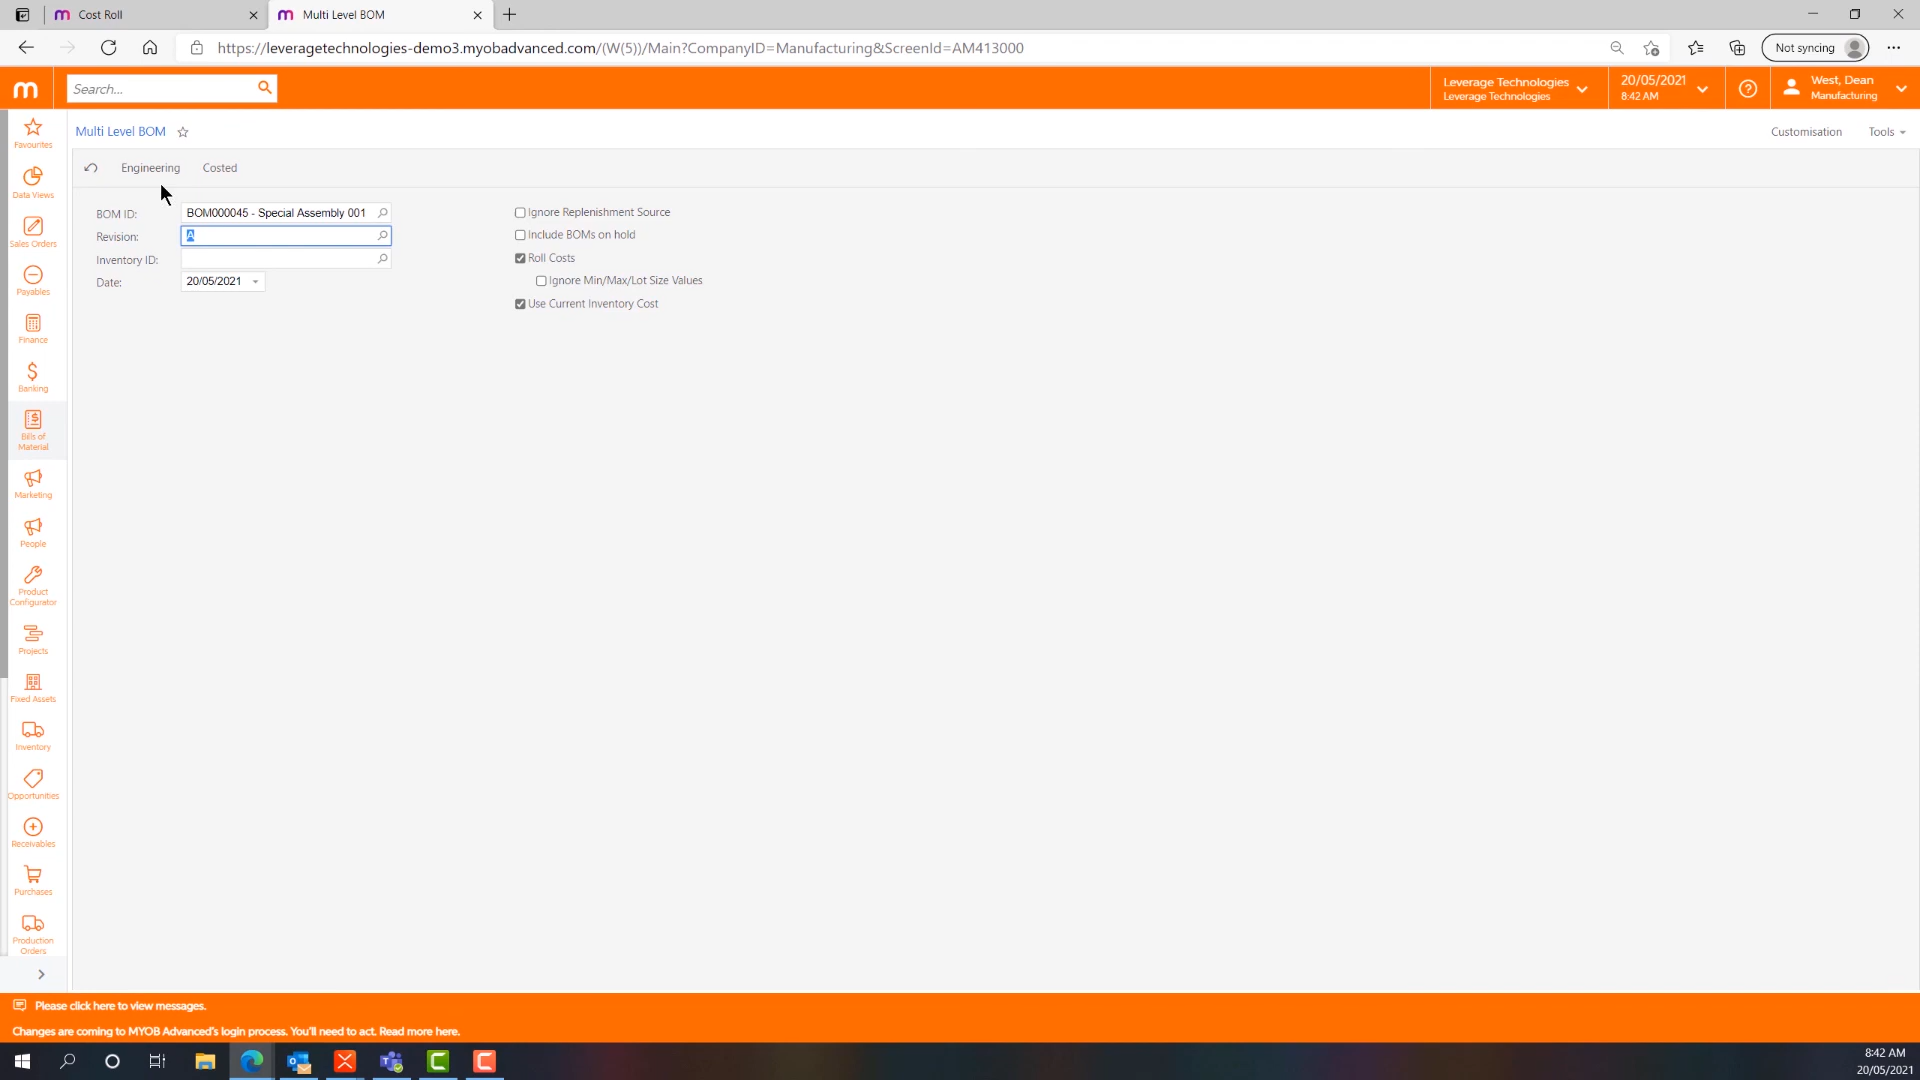 Cost Roll
Multi Level BOM
https://leveragetechnologies-demo3.myobadvanced.com/(W(5))/Main?CompanyID=Manufacturing&ScreenId=AM413000
Not syncing
m
Search...
Leverage Technologies
Leverage Technologies
20/05/2021
8:42 AM
West, Dean
Manufacturing
Favourites
Data Views
Sales Orders
Payables
Finance
Banking
Bills of
Material
Marketing
People
Product
Configurator
Projects
Fixed Assets
Inventory
Opportunities
Receivables
Purchases
Production
Orders
Multi Level BOM
Customisation
Tools
Engineering
Costed
BOM ID:
BOM000045 - Special Assembly 001
Revision:
A
Inventory ID:
Date:
20/05/2021
Ignore Replenishment Source
Include BOMs on hold
Roll Costs
Ignore Min/Max/Lot Size Values
Use Current Inventory Cost
Please click here to view messages.
Changes are coming to MYOB Advanced's login process. You'll need to act. Read more here.
8:42 AM
20/05/2021